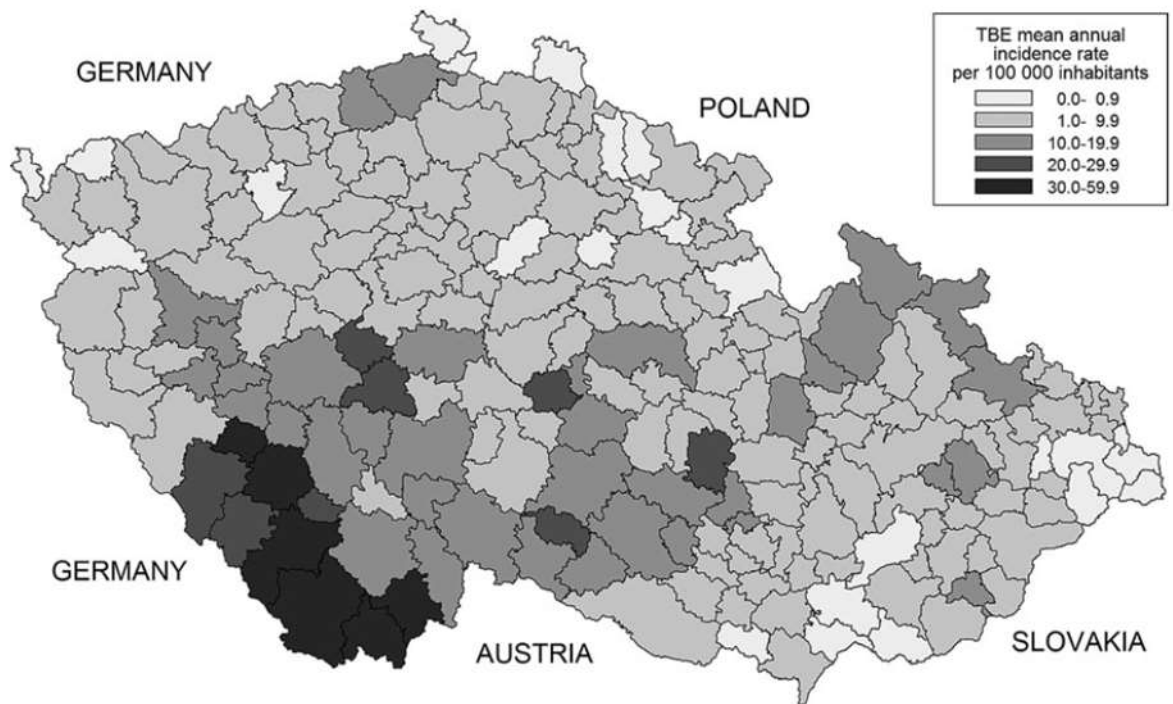 GERMANY
POLAND
TBE mean annual
incidence rate
per 100 000 inhabitants
0.0- 0.9
1.0- 9.9
10.0-19.9
20.0-29.9
30.0-59.9
GERMANY
AUSTRIA
SLOVAKIA